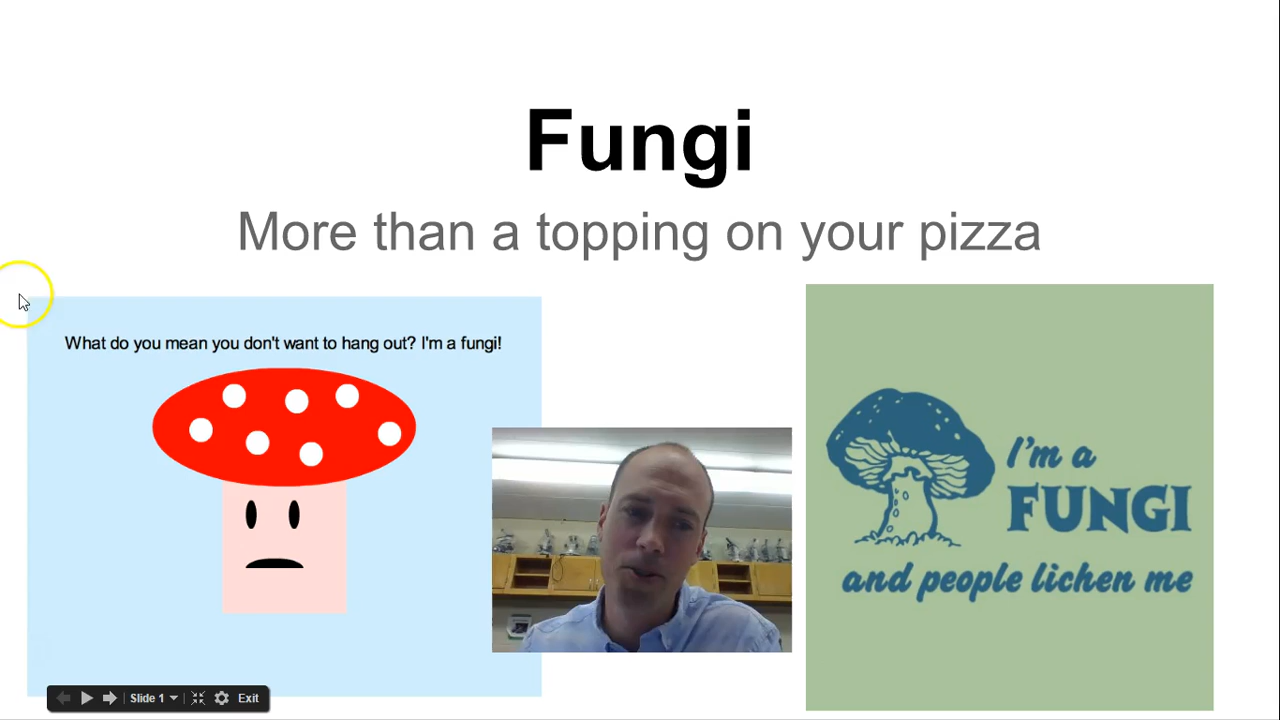 Fungi
More than a topping on your pizza
What do you mean you don't want to hang out? I'm a fungi!
I'm a
FUNGI
and people lichen me
Slide 1
Exit